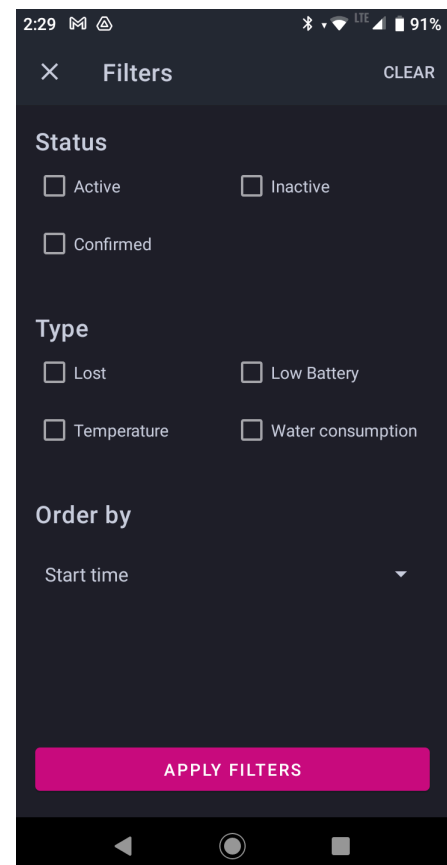 2:29 LTE 91%
Filters CLEAR
Status
Active Inactive
Confirmed
Type
Lost Low Battery
Temperature Water consumption
Order by
Start time
APPLY FILTERS